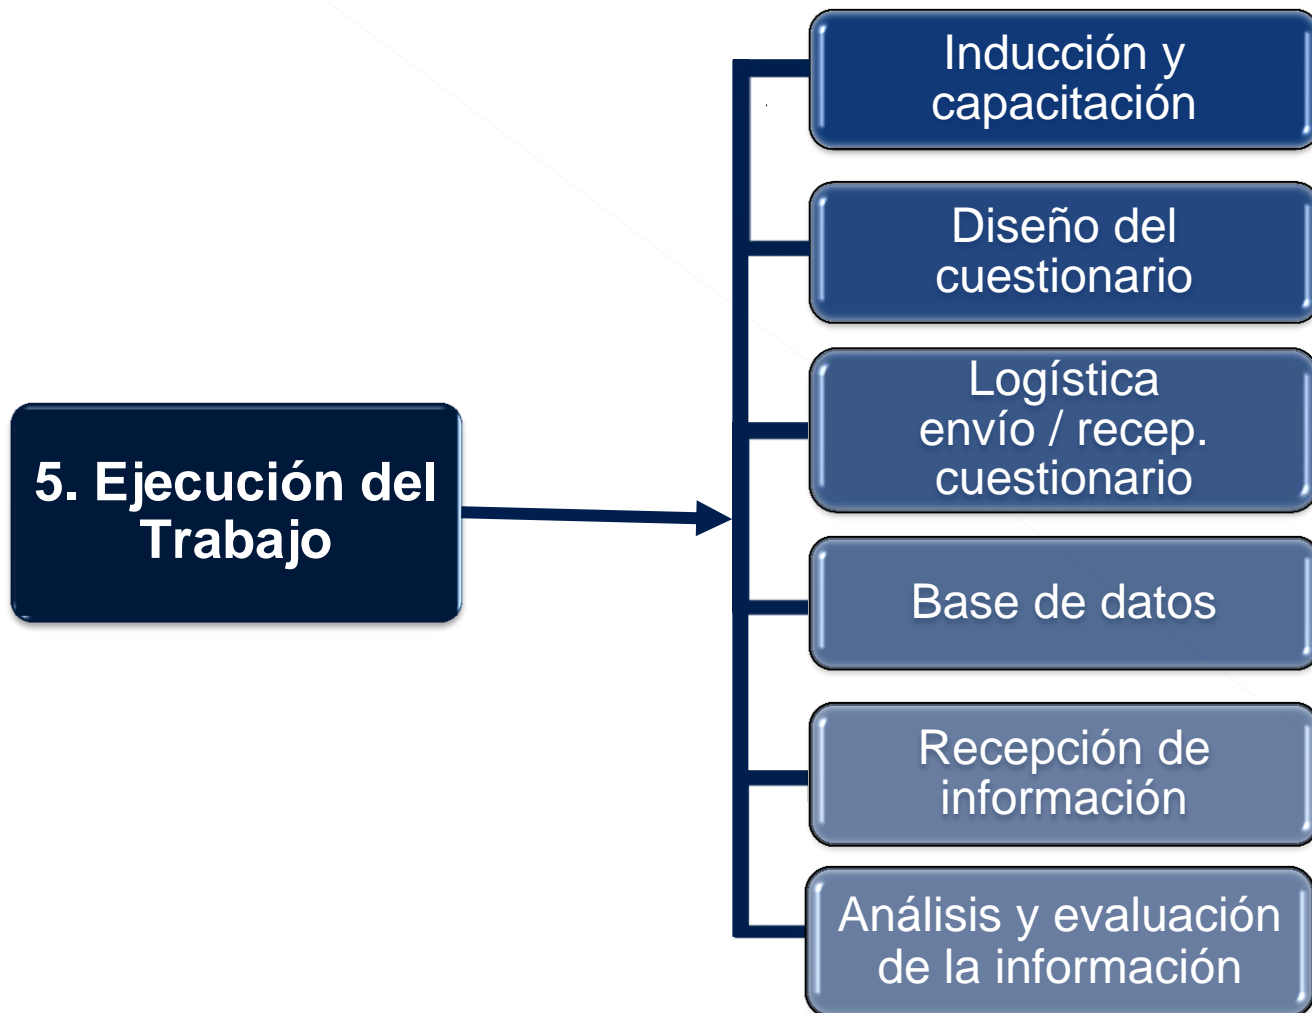 Inducción y
capacitación
Diseño del
cuestionario
Logística
envío / recep.
cuestionario
5. Ejecución del
Trabajo
Base de datos
Recepción de
información
Análisis y evaluación
de la información